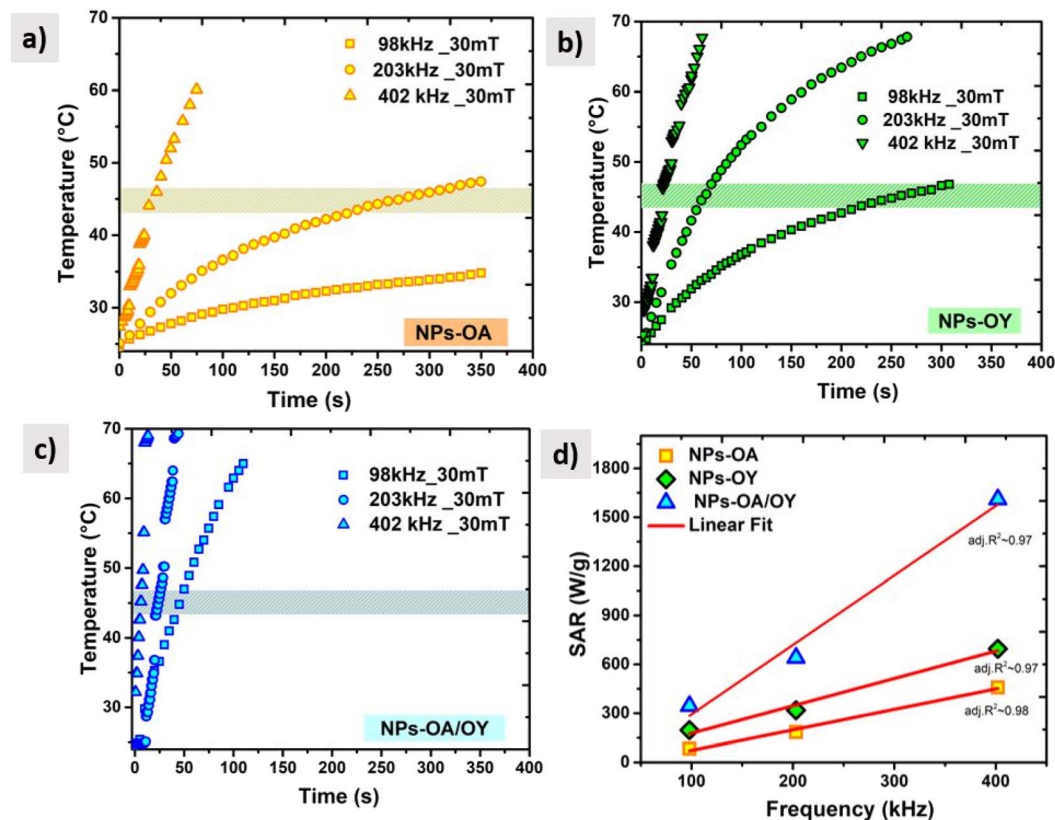 a)
70
60
50
40
30
Temperature (°C)
98kHz _30mT
203kHz _30mT
402 kHz _30mT
NPs-OA
0 50 100 150 200 250 300 350 400
Time (s)
b)
70
60
50
40
30
Temperature (°C)
98kHz _30mT
203kHz _30mT
402 kHz _30mT
NPs-OY
0 50 100 150 200 250 300 350 400
Time (s)
c)
70
60
50
40
30
Temperature (°C)
98kHz _30mT
203kHz _30mT
402 kHz _30mT
NPs-OA/OY
0 50 100 150 200 250 300 400
Time (s)
d)
1800
1500
1200
900
600
300
0
SAR (W/g)
NPs-OA
NPs-OY
NPs-OA/OY
Linear Fit
adj.R²~0.97
adj.R²~0.97
adj.R²~0.98
100 200 300 400
Frequency (kHz)